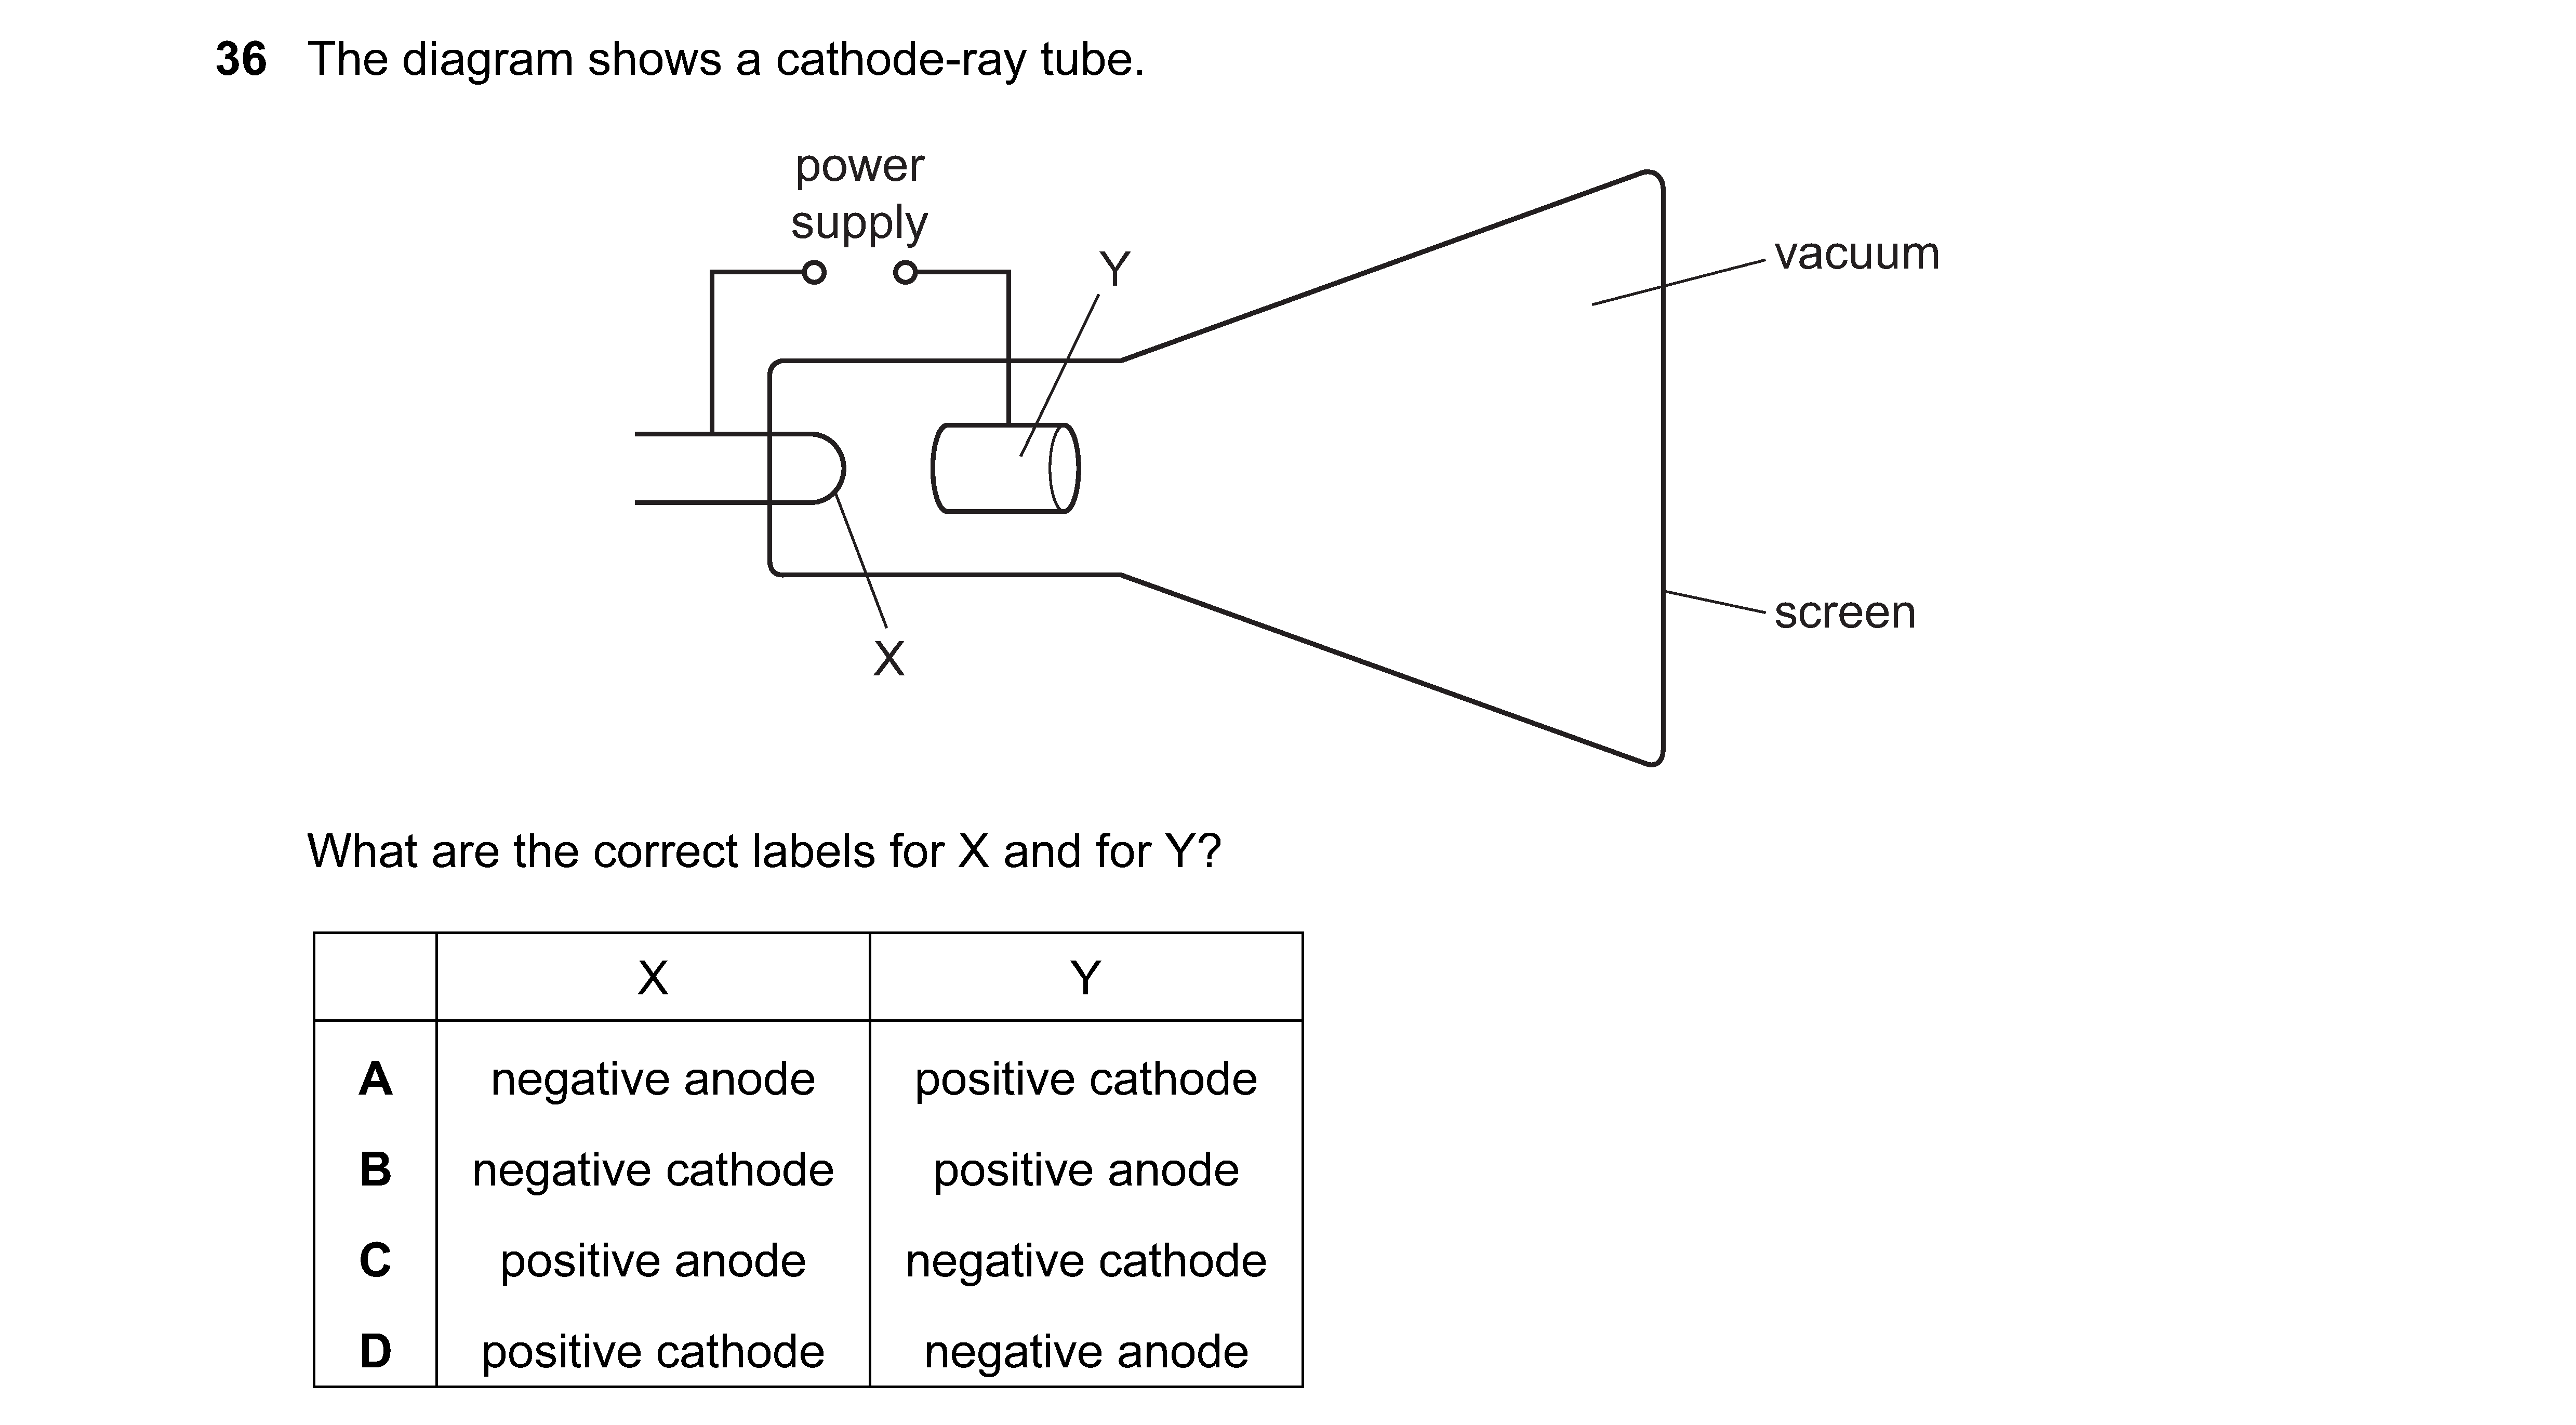 36 The diagram shows a cathode-ray tube.
power
supply
Y
vacuum
screen
X
What are the correct labels for X and for Y?
X Y
A negative anode positive cathode
B negative cathode positive anode
C positive anode negative cathode
D positive cathode negative anode